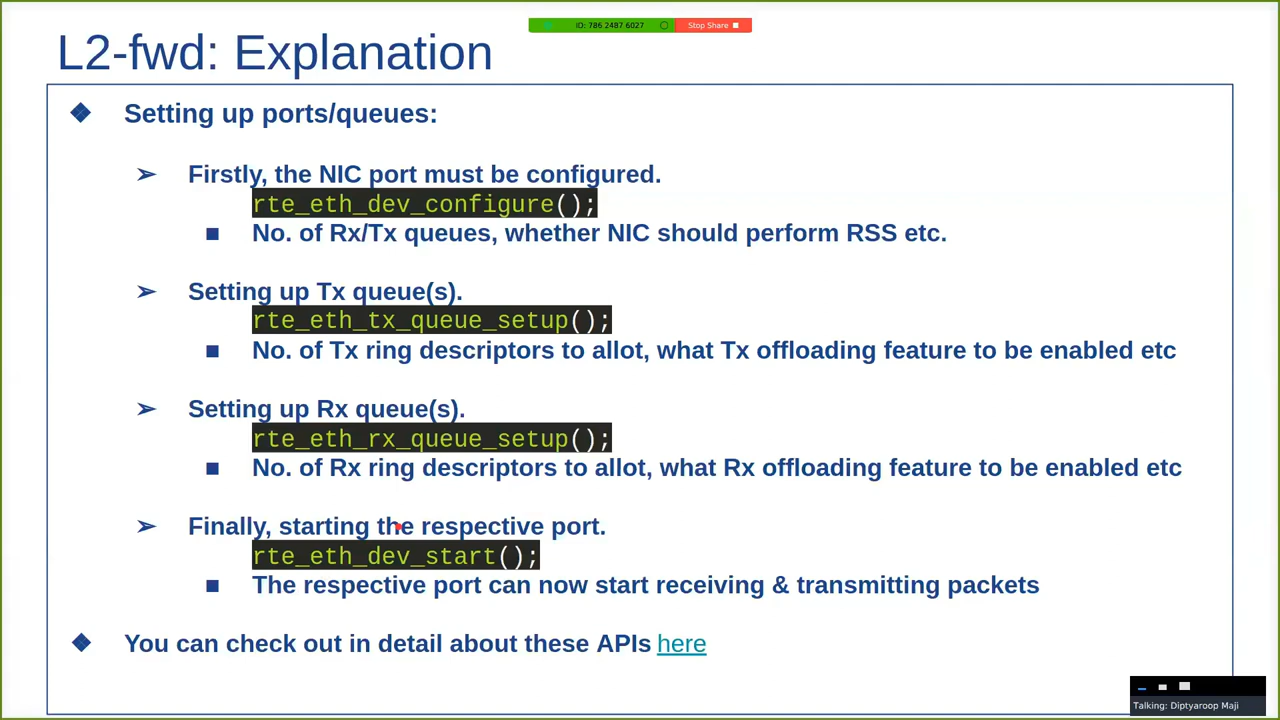 ID: 786 2487 6027 Stop Share
L2-fwd: Explanation
Setting up ports/queues:
Firstly, the NIC port must be configured.
rte_eth_dev_configure();
No. of Rx/Tx queues, whether NIC should perform RSS etc.
Setting up Tx queue(s).
rte_eth_tx_queue_setup();
No. of Tx ring descriptors to allot, what Tx offloading feature to be enabled etc
Setting up Rx queue(s).
rte_eth_rx_queue_setup();
No. of Rx ring descriptors to allot, what Rx offloading feature to be enabled etc
Finally, starting the respective port.
rte_eth_dev_start();
The respective port can now start receiving & transmitting packets
You can check out in detail about these APIs here
Talking: Diptyaroop Maji